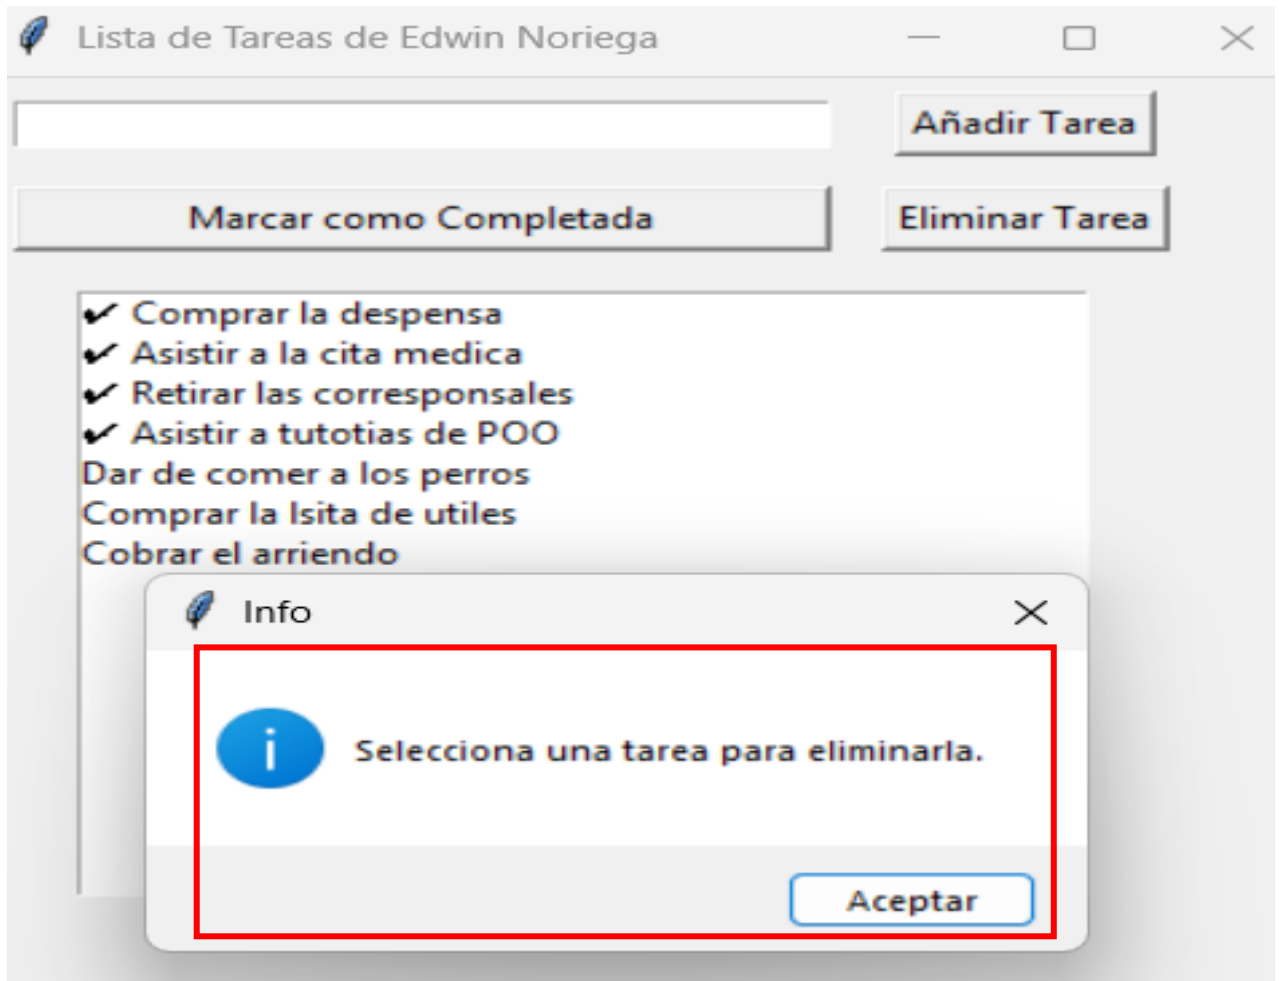 Lista de Tareas de Edwin Noriega
Añadir Tarea
Marcar como Completada
Eliminar Tarea
✔ Comprar la despensa
✔ Asistir a la cita medica
✔ Retirar las corresponsales
✔ Asistir a tutotias de POO
Dar de comer a los perros
Comprar la lsita de utiles
Cobrar el arriendo
Info
Selecciona una tarea para eliminarla.
Aceptar